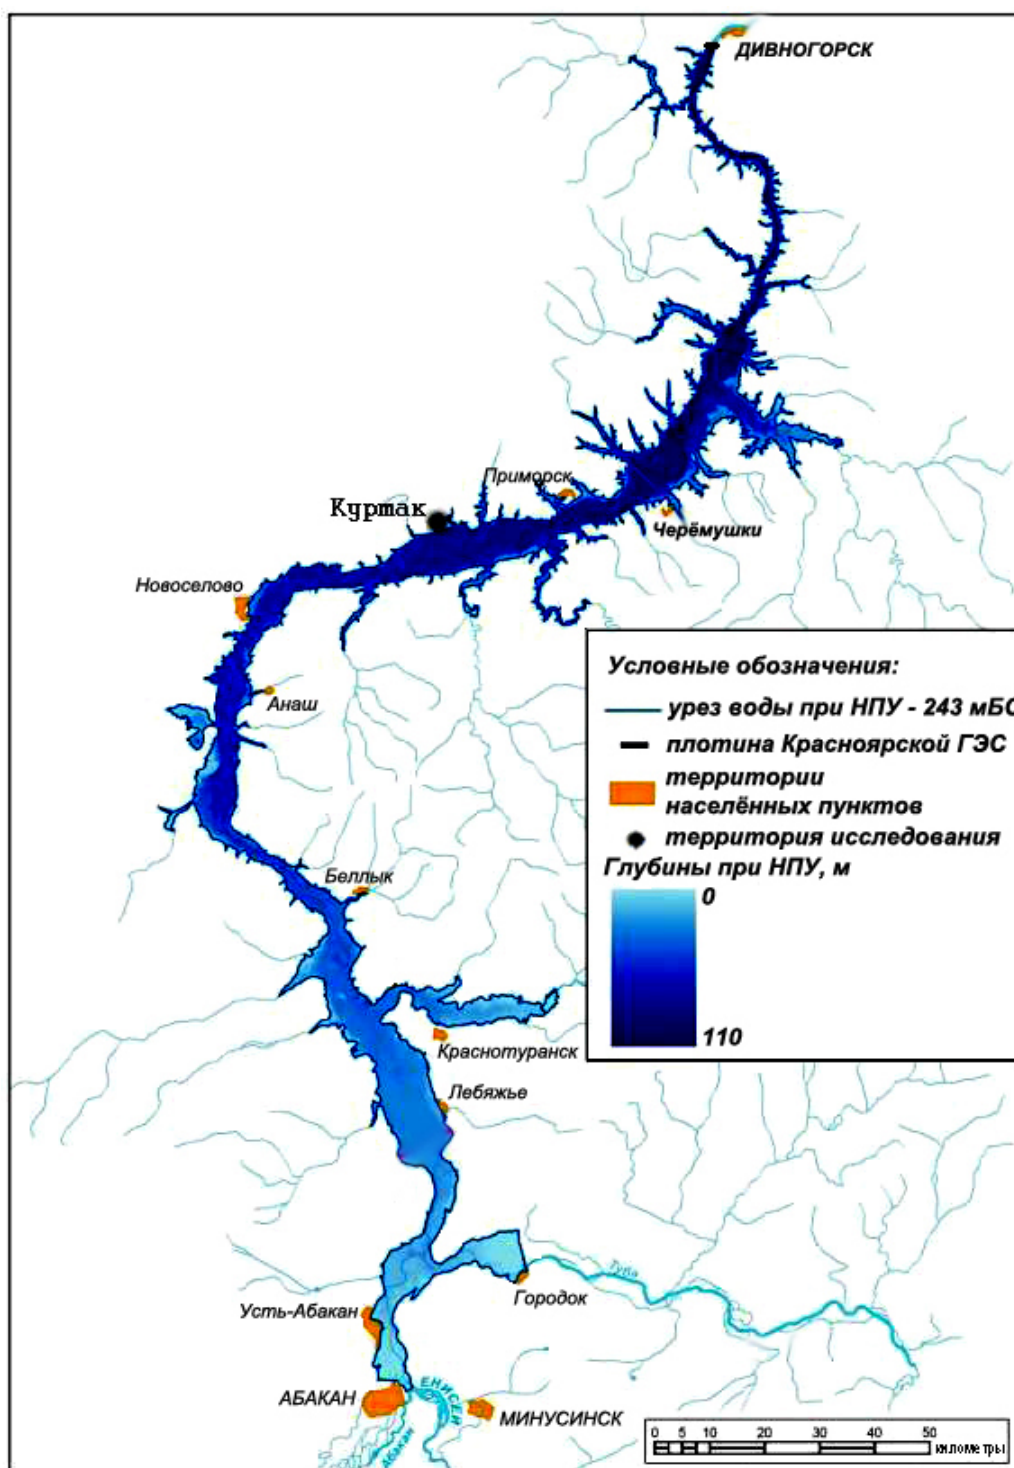 ДИВНОГОРСК
Приморск
Куртак
Черёмушки
Новоселово
Анаш
Условные обозначения:
урез воды при НПУ - 243 мБС
плотина Красноярской ГЭС
территории
населённых пунктов
территория исследования
Глубины при НПУ, м
0
110
Беллык
Краснотуранск
Лебяжье
Туба
Городок
Усть-Абакан
ЕНИСЕЙ
АБАКАН
МИНУСИНСК
Абакан
0 5 10 20 30 40 50
километры